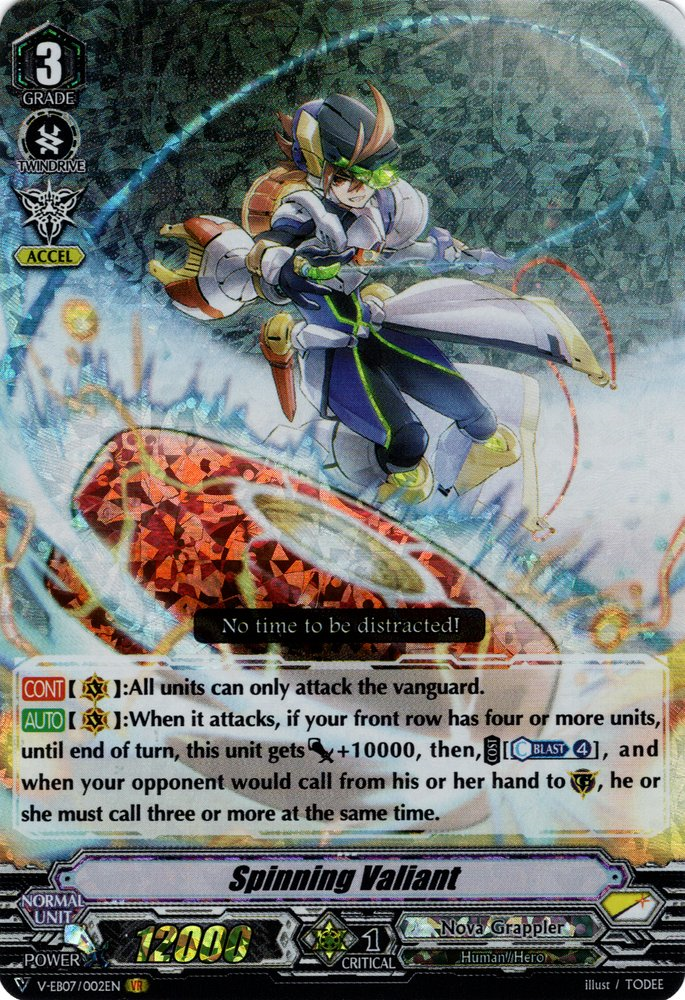 3
GRADE
TWINDRIVE
ACCEL
No time to be distracted!
CONT【 】:All units can only attack the vanguard.
AUTO【 】:When it attacks, if your front row has four or more units,
until end of turn, this unit gets +10000, then, COST[C BLAST 4], and
when your opponent would call from his or her hand to G, he or
she must call three or more at the same time.
Spinning Valiant
NORMAL
UNIT
POWER 12000 1 CRITICAL
Nova Grappler
Human/Hero
V-EB07/002EN VR illust / TODEE